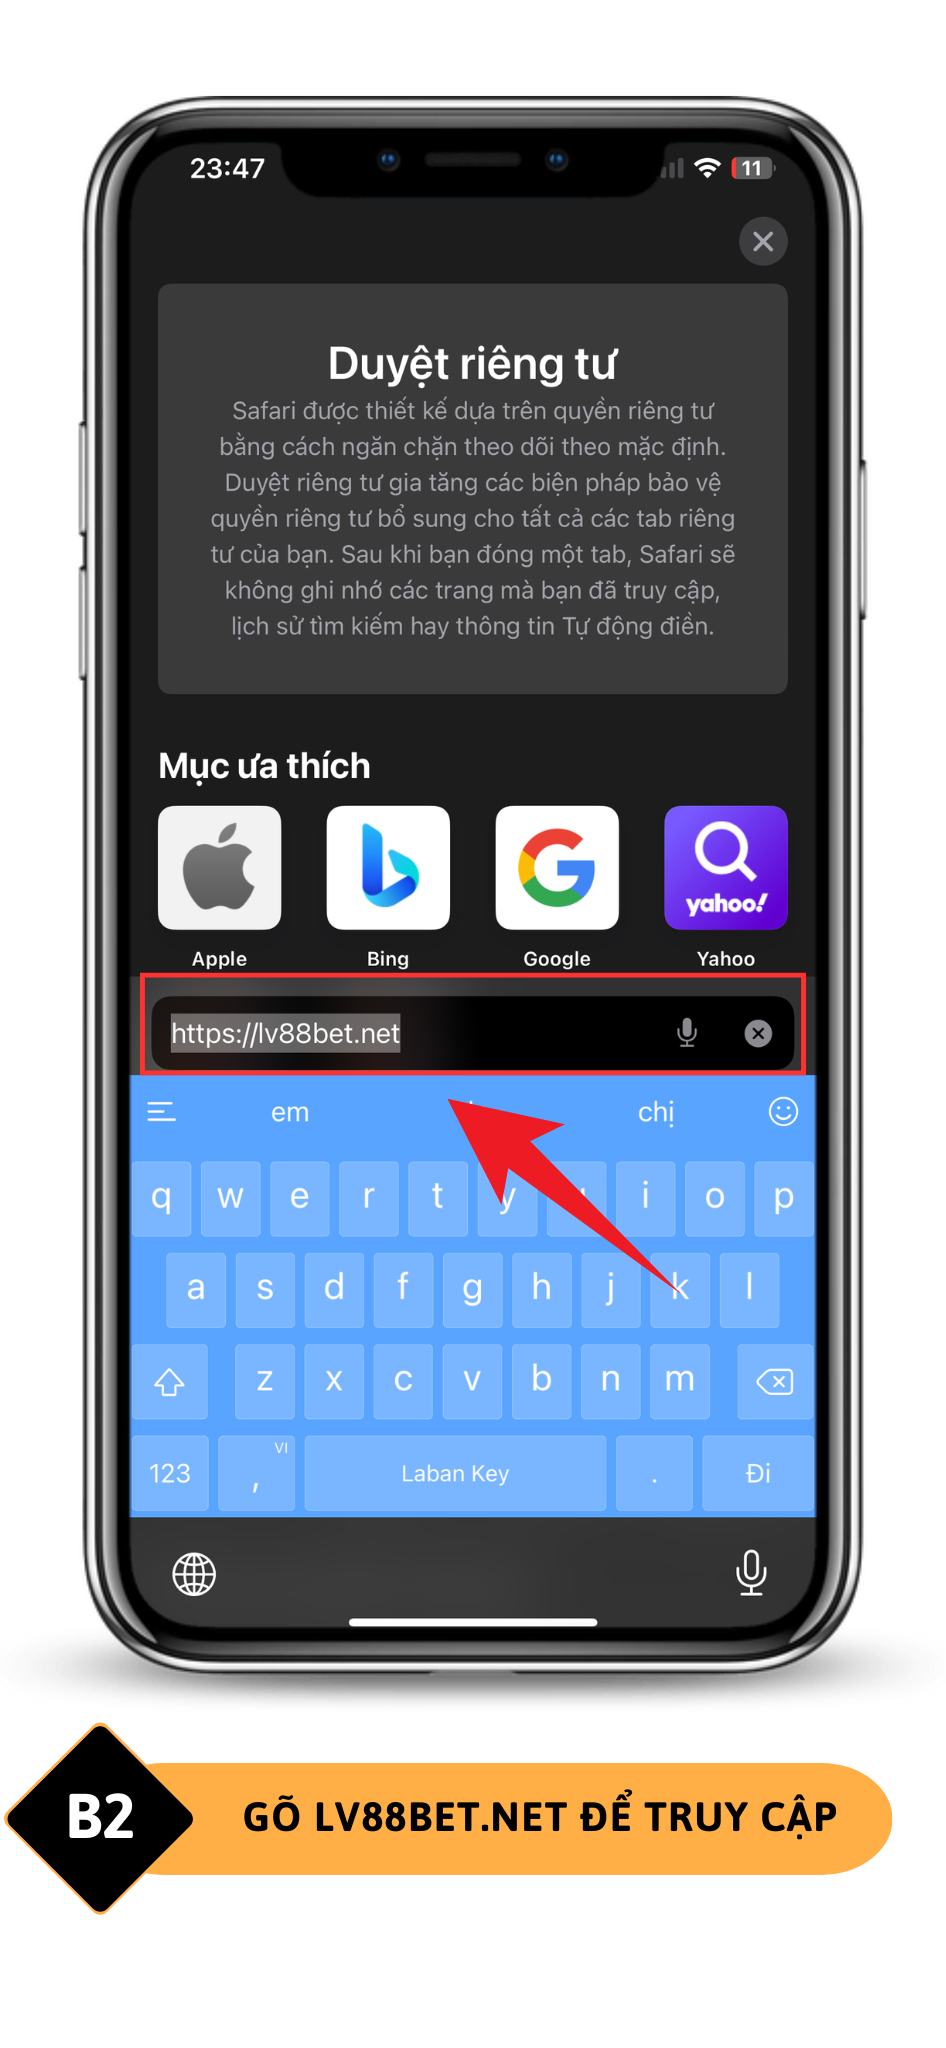 23:47
11
Duyệt riêng tư
Safari được thiết kế dựa trên quyền riêng tư
bằng cách ngăn chặn theo dõi theo mặc định.
Duyệt riêng tư gia tăng các biện pháp bảo vệ
quyền riêng tư bổ sung cho tất cả các tab riêng
tư của bạn. Sau khi bạn đóng một tab, Safari sẽ
không ghi nhớ các trang mà bạn đã truy cập,
lịch sử tìm kiếm hay thông tin Tự động điền.
Mục ưa thích
yahoo!
Apple Bing Google Yahoo
https://lv88bet.net
em chị
q w e r t y i o p
a s d f g h j k l
z x c v b n m
123 , VI Laban Key . Đi
B2 GÕ LV88BET.NET ĐỂ TRUY CẬP